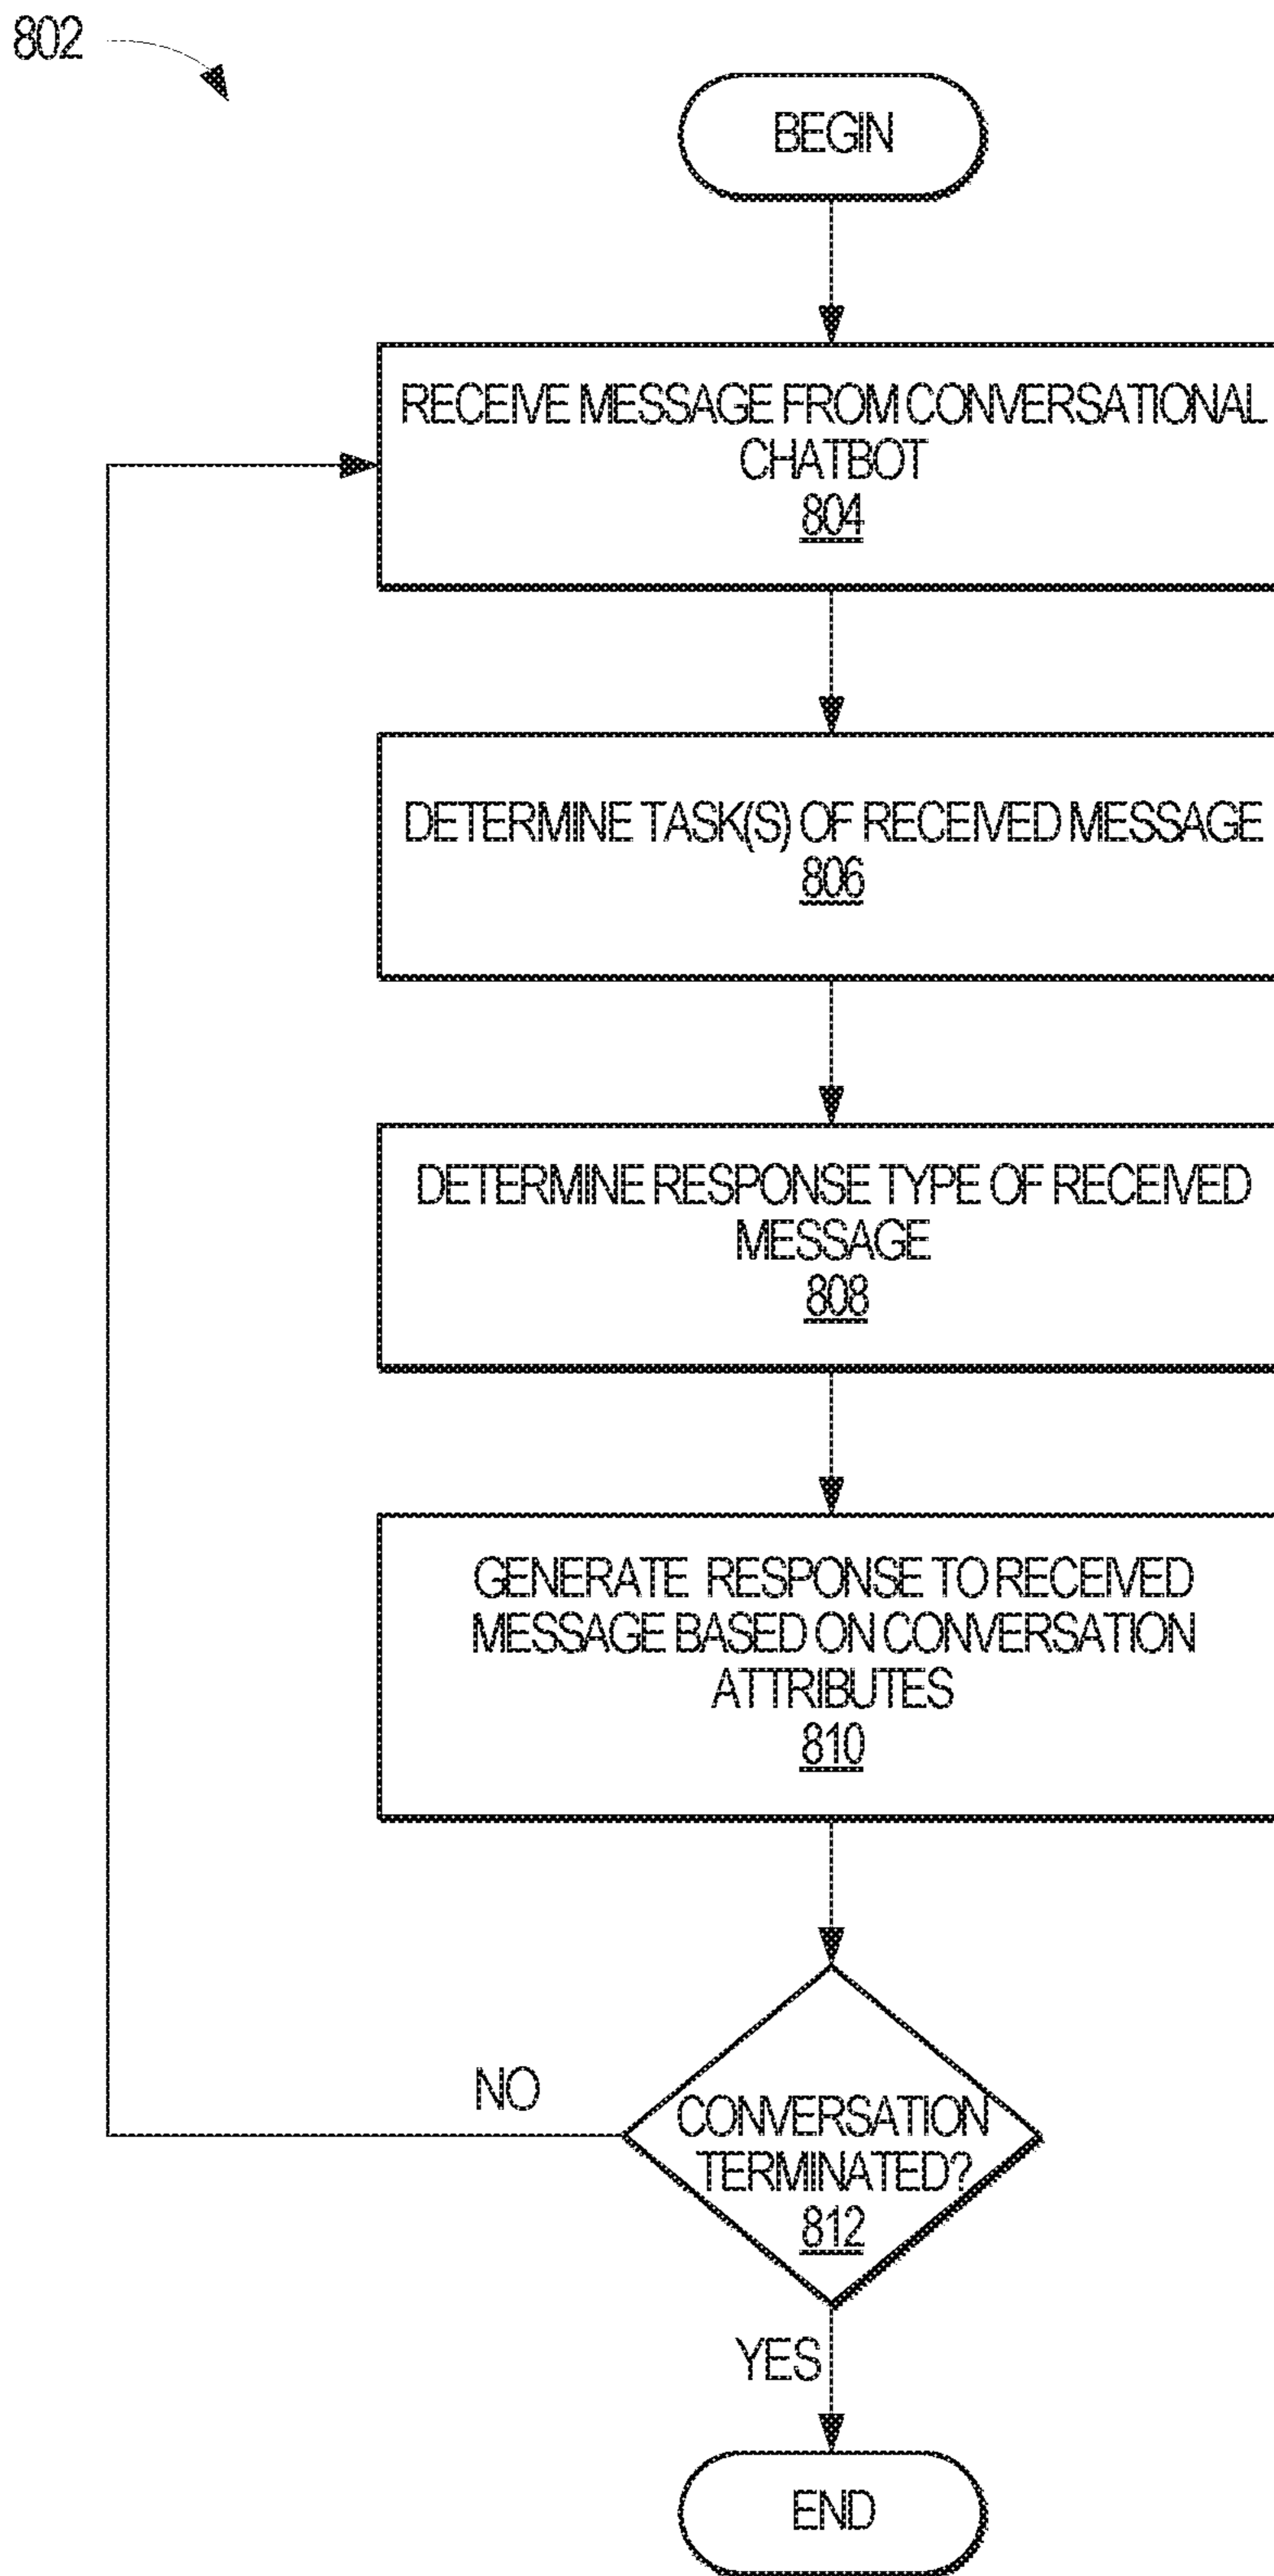 802
BEGIN
RECEIVE MESSAGE FROM CONVERSATIONAL
CHATBOT
804
DETERMINE TASK(S) OF RECEIVED MESSAGE
806
DETERMINE RESPONSE TYPE OF RECEIVED
MESSAGE
808
GENERATE RESPONSE TO RECEIVED
MESSAGE BASED ON CONVERSATION
ATTRIBUTES
810
NO
CONVERSATION
TERMINATED?
812
YES
END